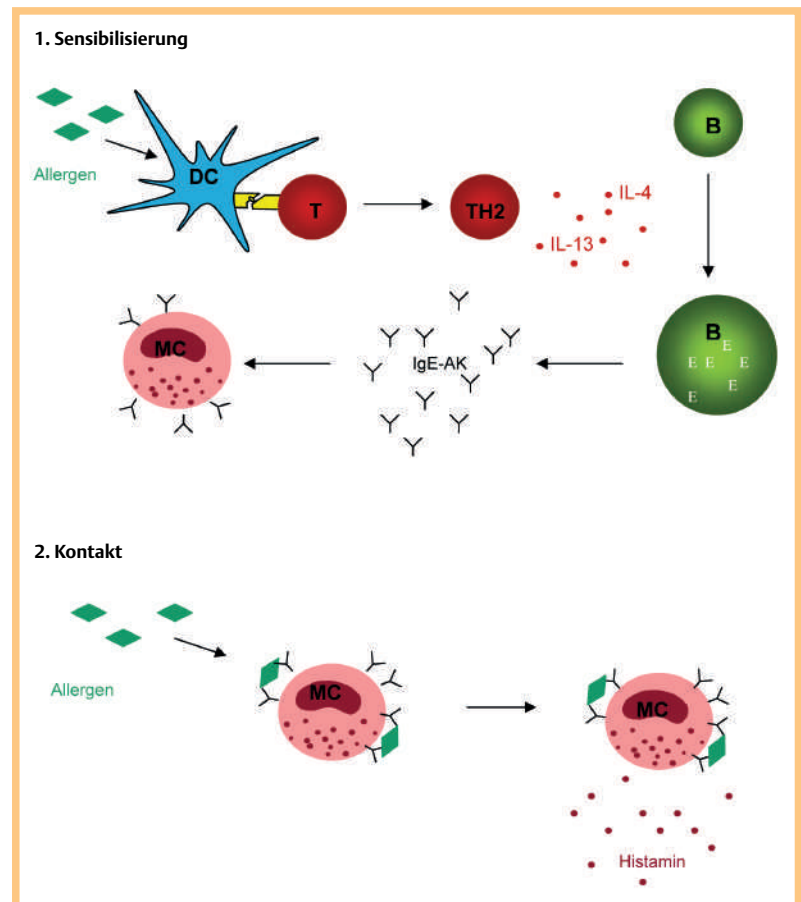 1. Sensibilisierung
Allergen
DC
T
TH2
IL-4
IL-13
B
B
E
E E E
E
E
IgE-AK
MC
2. Kontakt
Allergen
MC
MC
Histamin